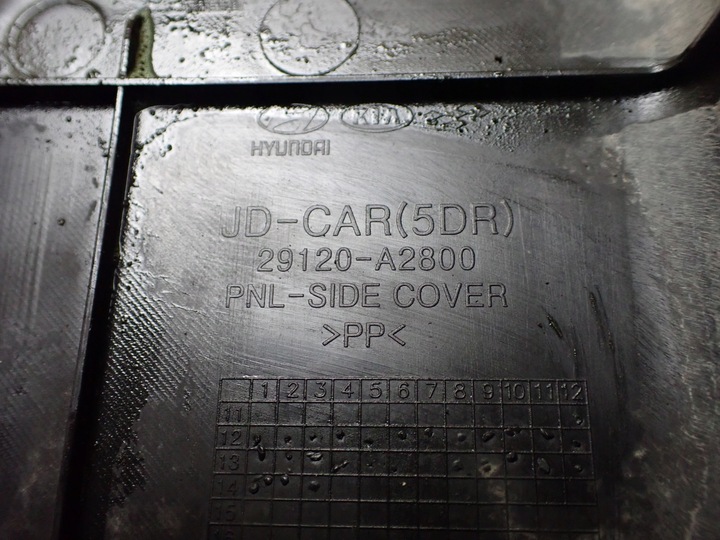 KIA
HYUNDAI
JD-CAR(5DR)
29120-A2800
PNL-SIDE COVER
>PP<
1 2 3 4 5 6 7 8 9 10 11 12
11
12
13
14
15